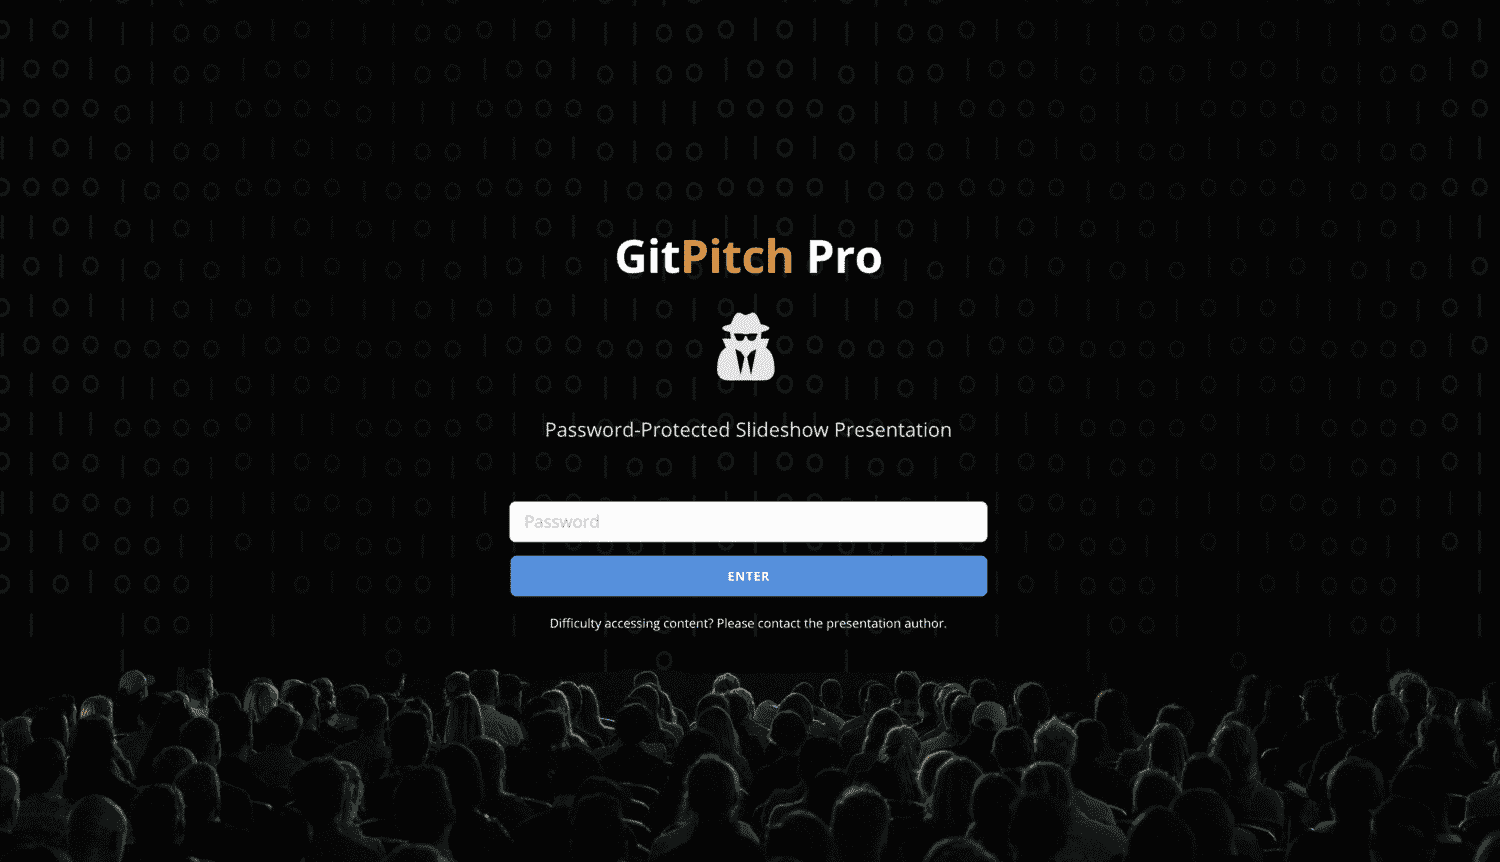 GitPitch Pro
Password-Protected Slideshow Presentation
Password
ENTER
Difficulty accessing content? Please contact the presentation author.